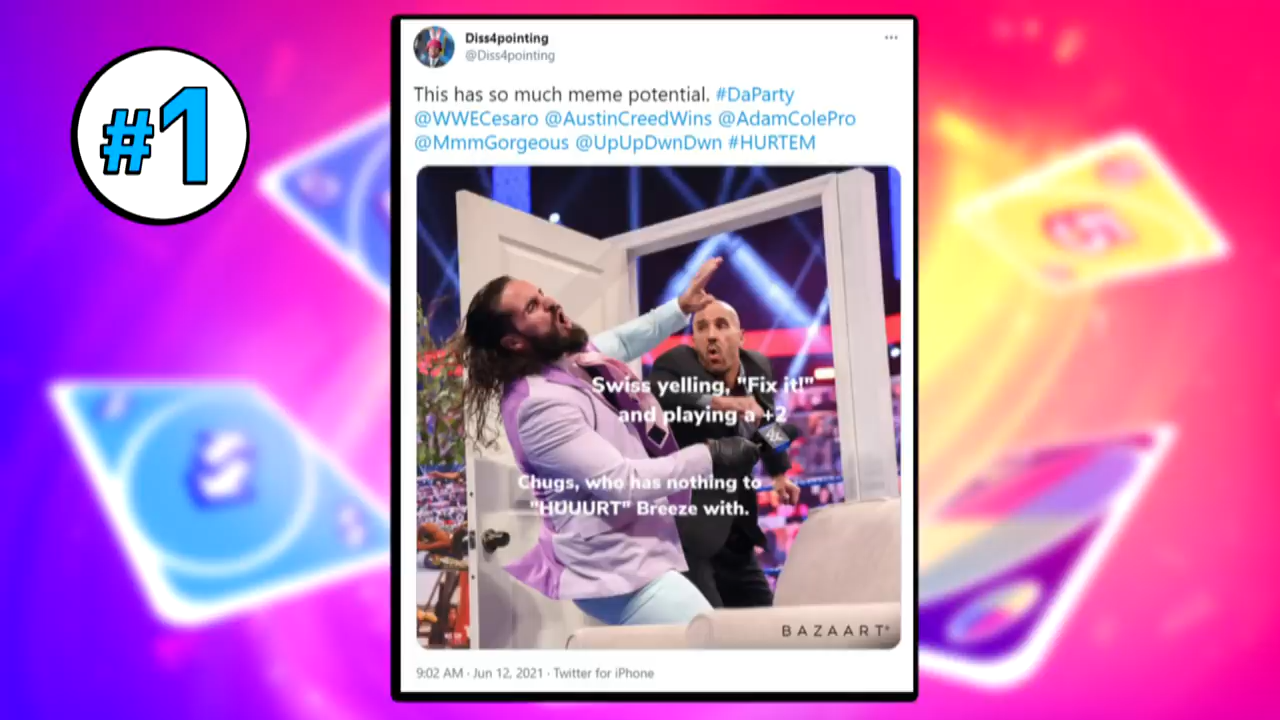 #1
Diss4pointing
@Diss4pointing
This has so much meme potential. #DaParty
@WWECesaro @AustinCreedWins @AdamColePro
@MmmGorgeous @UpUpDwnDwn #HURTEM
Swiss yelling, "Fix it!"
and playing a +2
Chugs, who has nothing to
"HUUURT" Breeze with.
BAZAART®
9:02 AM · Jun 12, 2021 · Twitter for iPhone